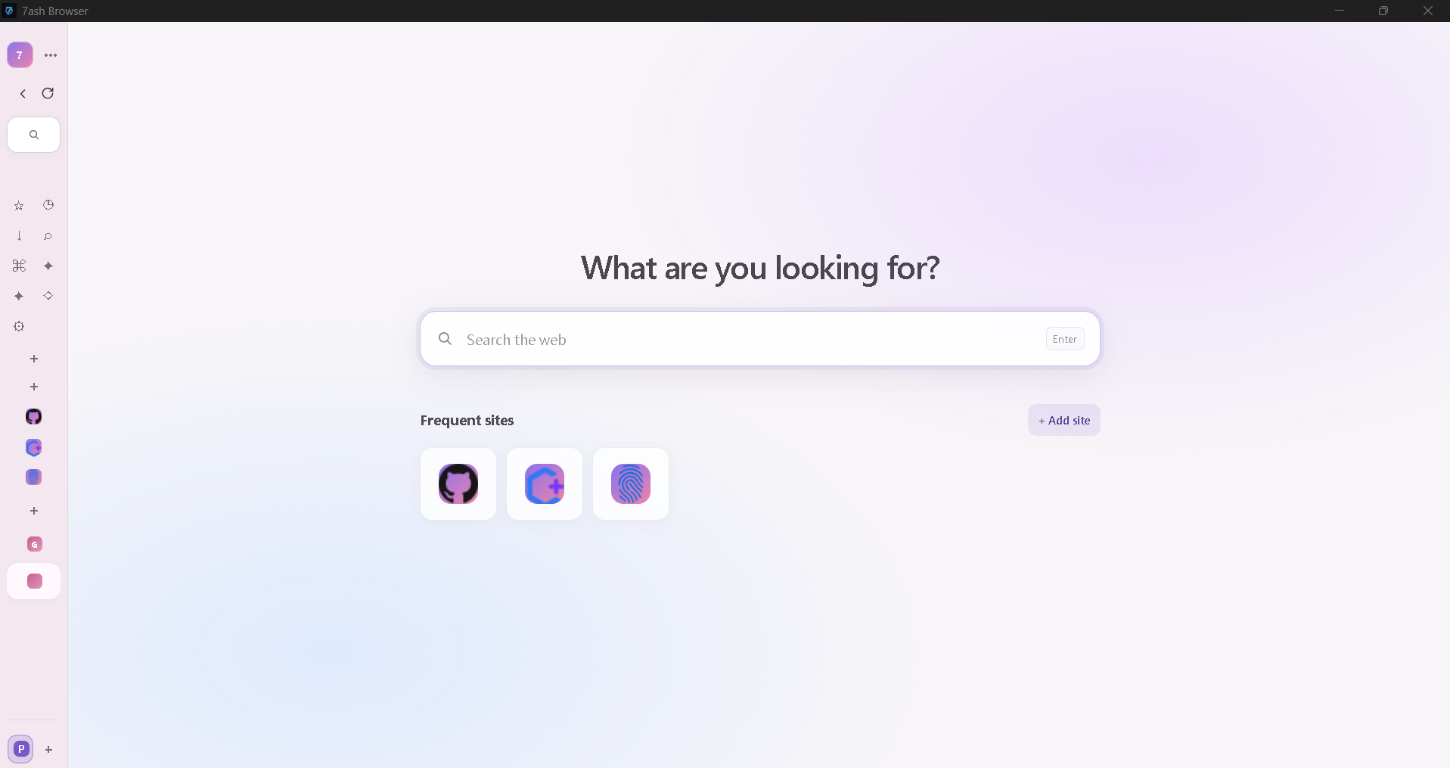 7ash Browser
7
What are you looking for?
Search the web
Enter
Frequent sites
+ Add site
G
P